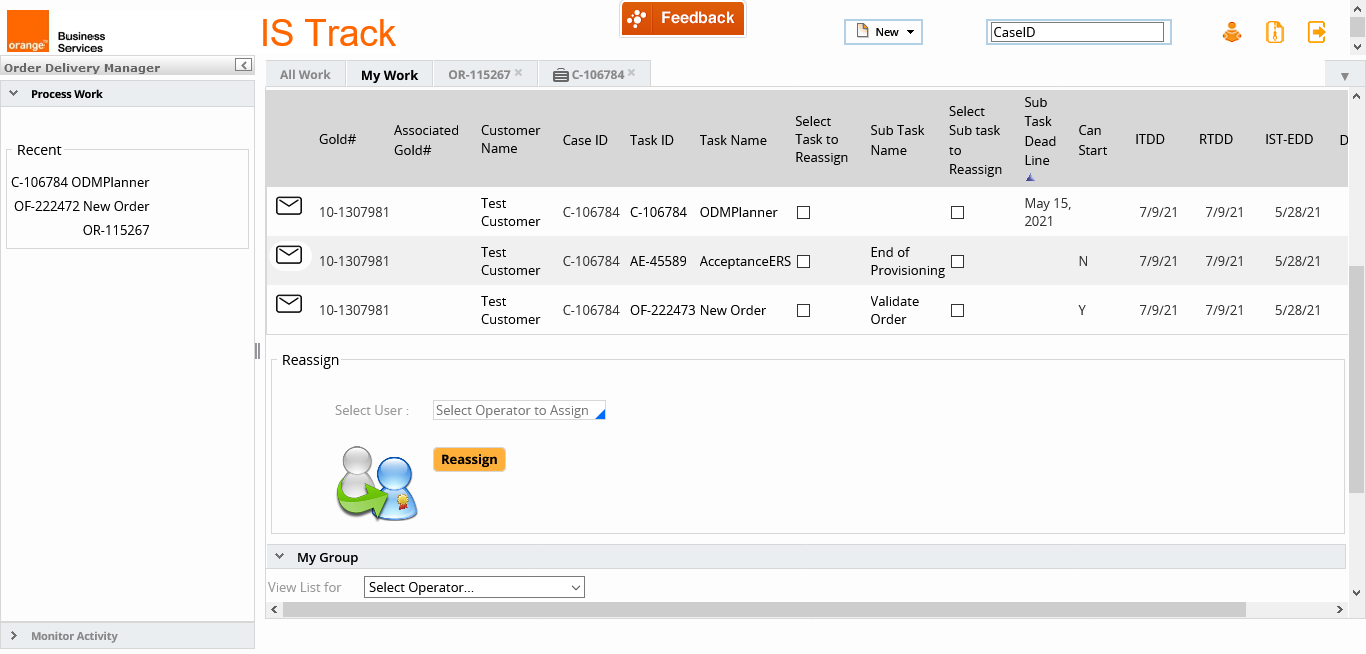 orange™
Business
Services
IS Track
Feedback
New
CaseID
Order Delivery Manager
Process Work
Recent
C-106784 ODMPlanner
OF-222472 New Order
OR-115267
Monitor Activity
All Work
My Work
OR-115267 ×
C-106784 ×
Gold#
Associated
Gold#
Customer
Name
Case ID
Task ID
Task Name
Select
Task to
Reassign
Sub Task
Name
Select
Sub task
to
Reassign
Sub
Task
Dead
Line
Can
Start
ITDD
RTDD
IST-EDD
D
10-1307981
Test
Customer
C-106784
C-106784
ODMPlanner
May 15,
2021
7/9/21
7/9/21
5/28/21
10-1307981
Test
Customer
C-106784
AE-45589
AcceptanceERS
End of
Provisioning
N
7/9/21
7/9/21
5/28/21
10-1307981
Test
Customer
C-106784
OF-222473
New Order
Validate
Order
Y
7/9/21
7/9/21
5/28/21
Reassign
Select User :
Select Operator to Assign
Reassign
My Group
View List for
Select Operator...